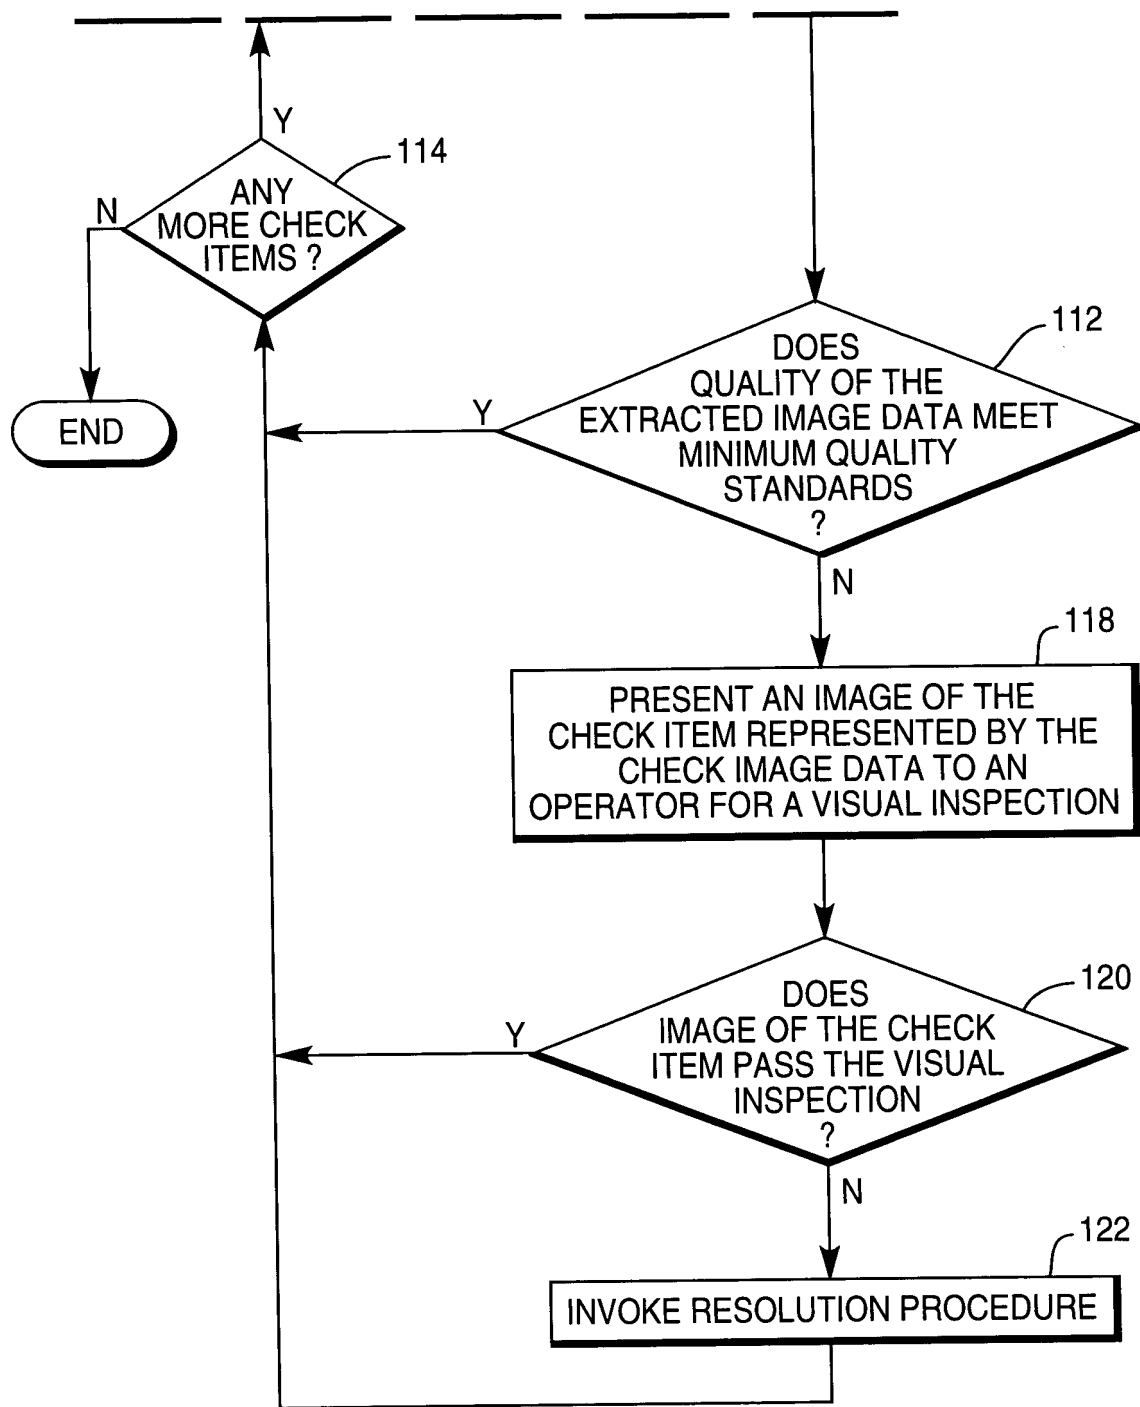 Y
114
N
ANY
MORE CHECK
ITEMS ?
END
112
DOES
QUALITY OF THE
EXTRACTED IMAGE DATA MEET
MINIMUM QUALITY
STANDARDS
?
Y
N
118
PRESENT AN IMAGE OF THE
CHECK ITEM REPRESENTED BY THE
CHECK IMAGE DATA TO AN
OPERATOR FOR A VISUAL INSPECTION
120
DOES
IMAGE OF THE CHECK
ITEM PASS THE VISUAL
INSPECTION
?
Y
N
122
INVOKE RESOLUTION PROCEDURE